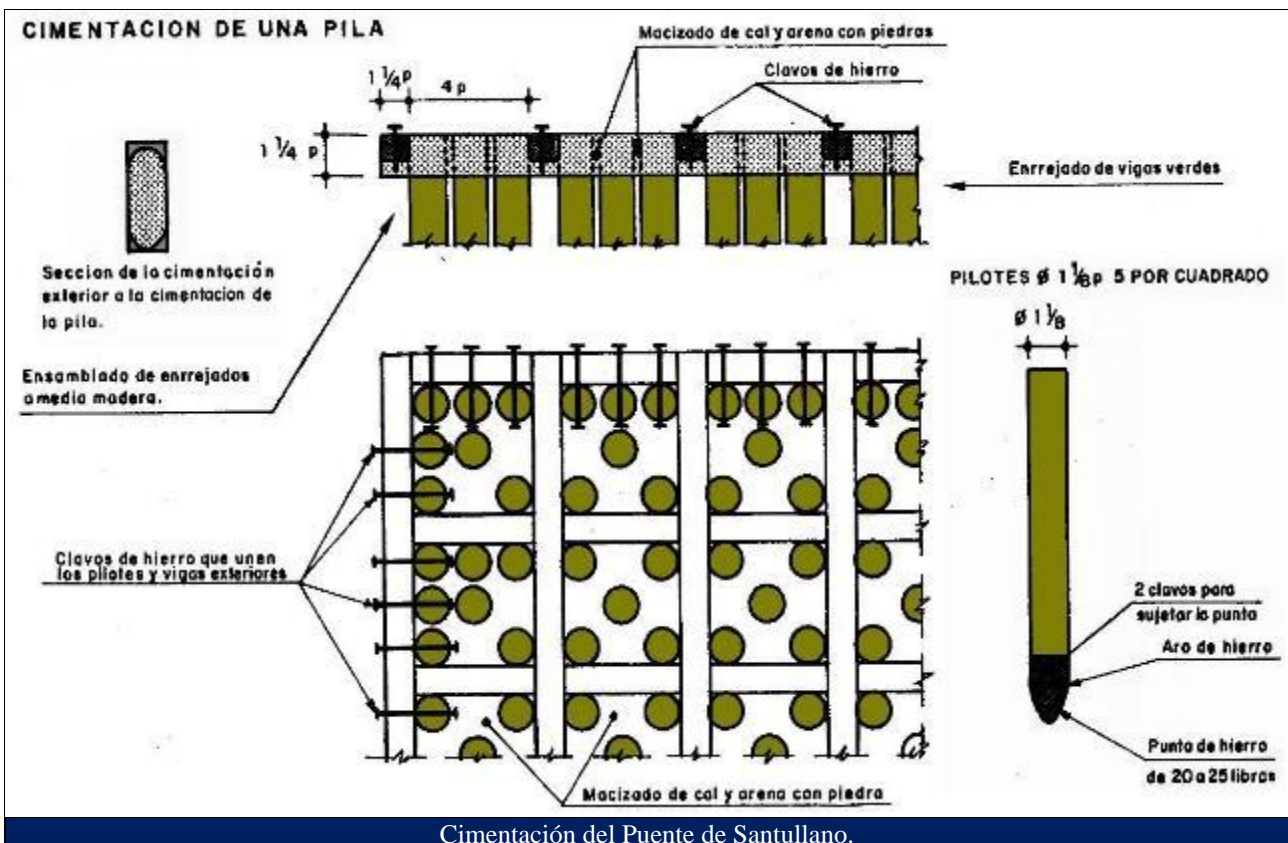 CIMENTACION DE UNA PILA
Macizado de cal y arena con piedras
Clavos de hierro
1 1/4 p
4 p
1 1/4 p
Enrrejado de vigas verdes
Seccion de la cimentación
exterior a la cimentacion de
la pila.
PILOTES Ø 1 1/8 p 5 POR CUADRADO
Ø 1 1/8
Ensamblado de enrrejados
a media madera.
Clavos de hierro que unen
los pilotes y vigas exteriores
2 clavos para
sujetar la punta
Aro de hierro
Punta de hierro
de 20 a 25 libras
Macizado de cal y arena con piedra
Cimentación del Puente de Santullano.